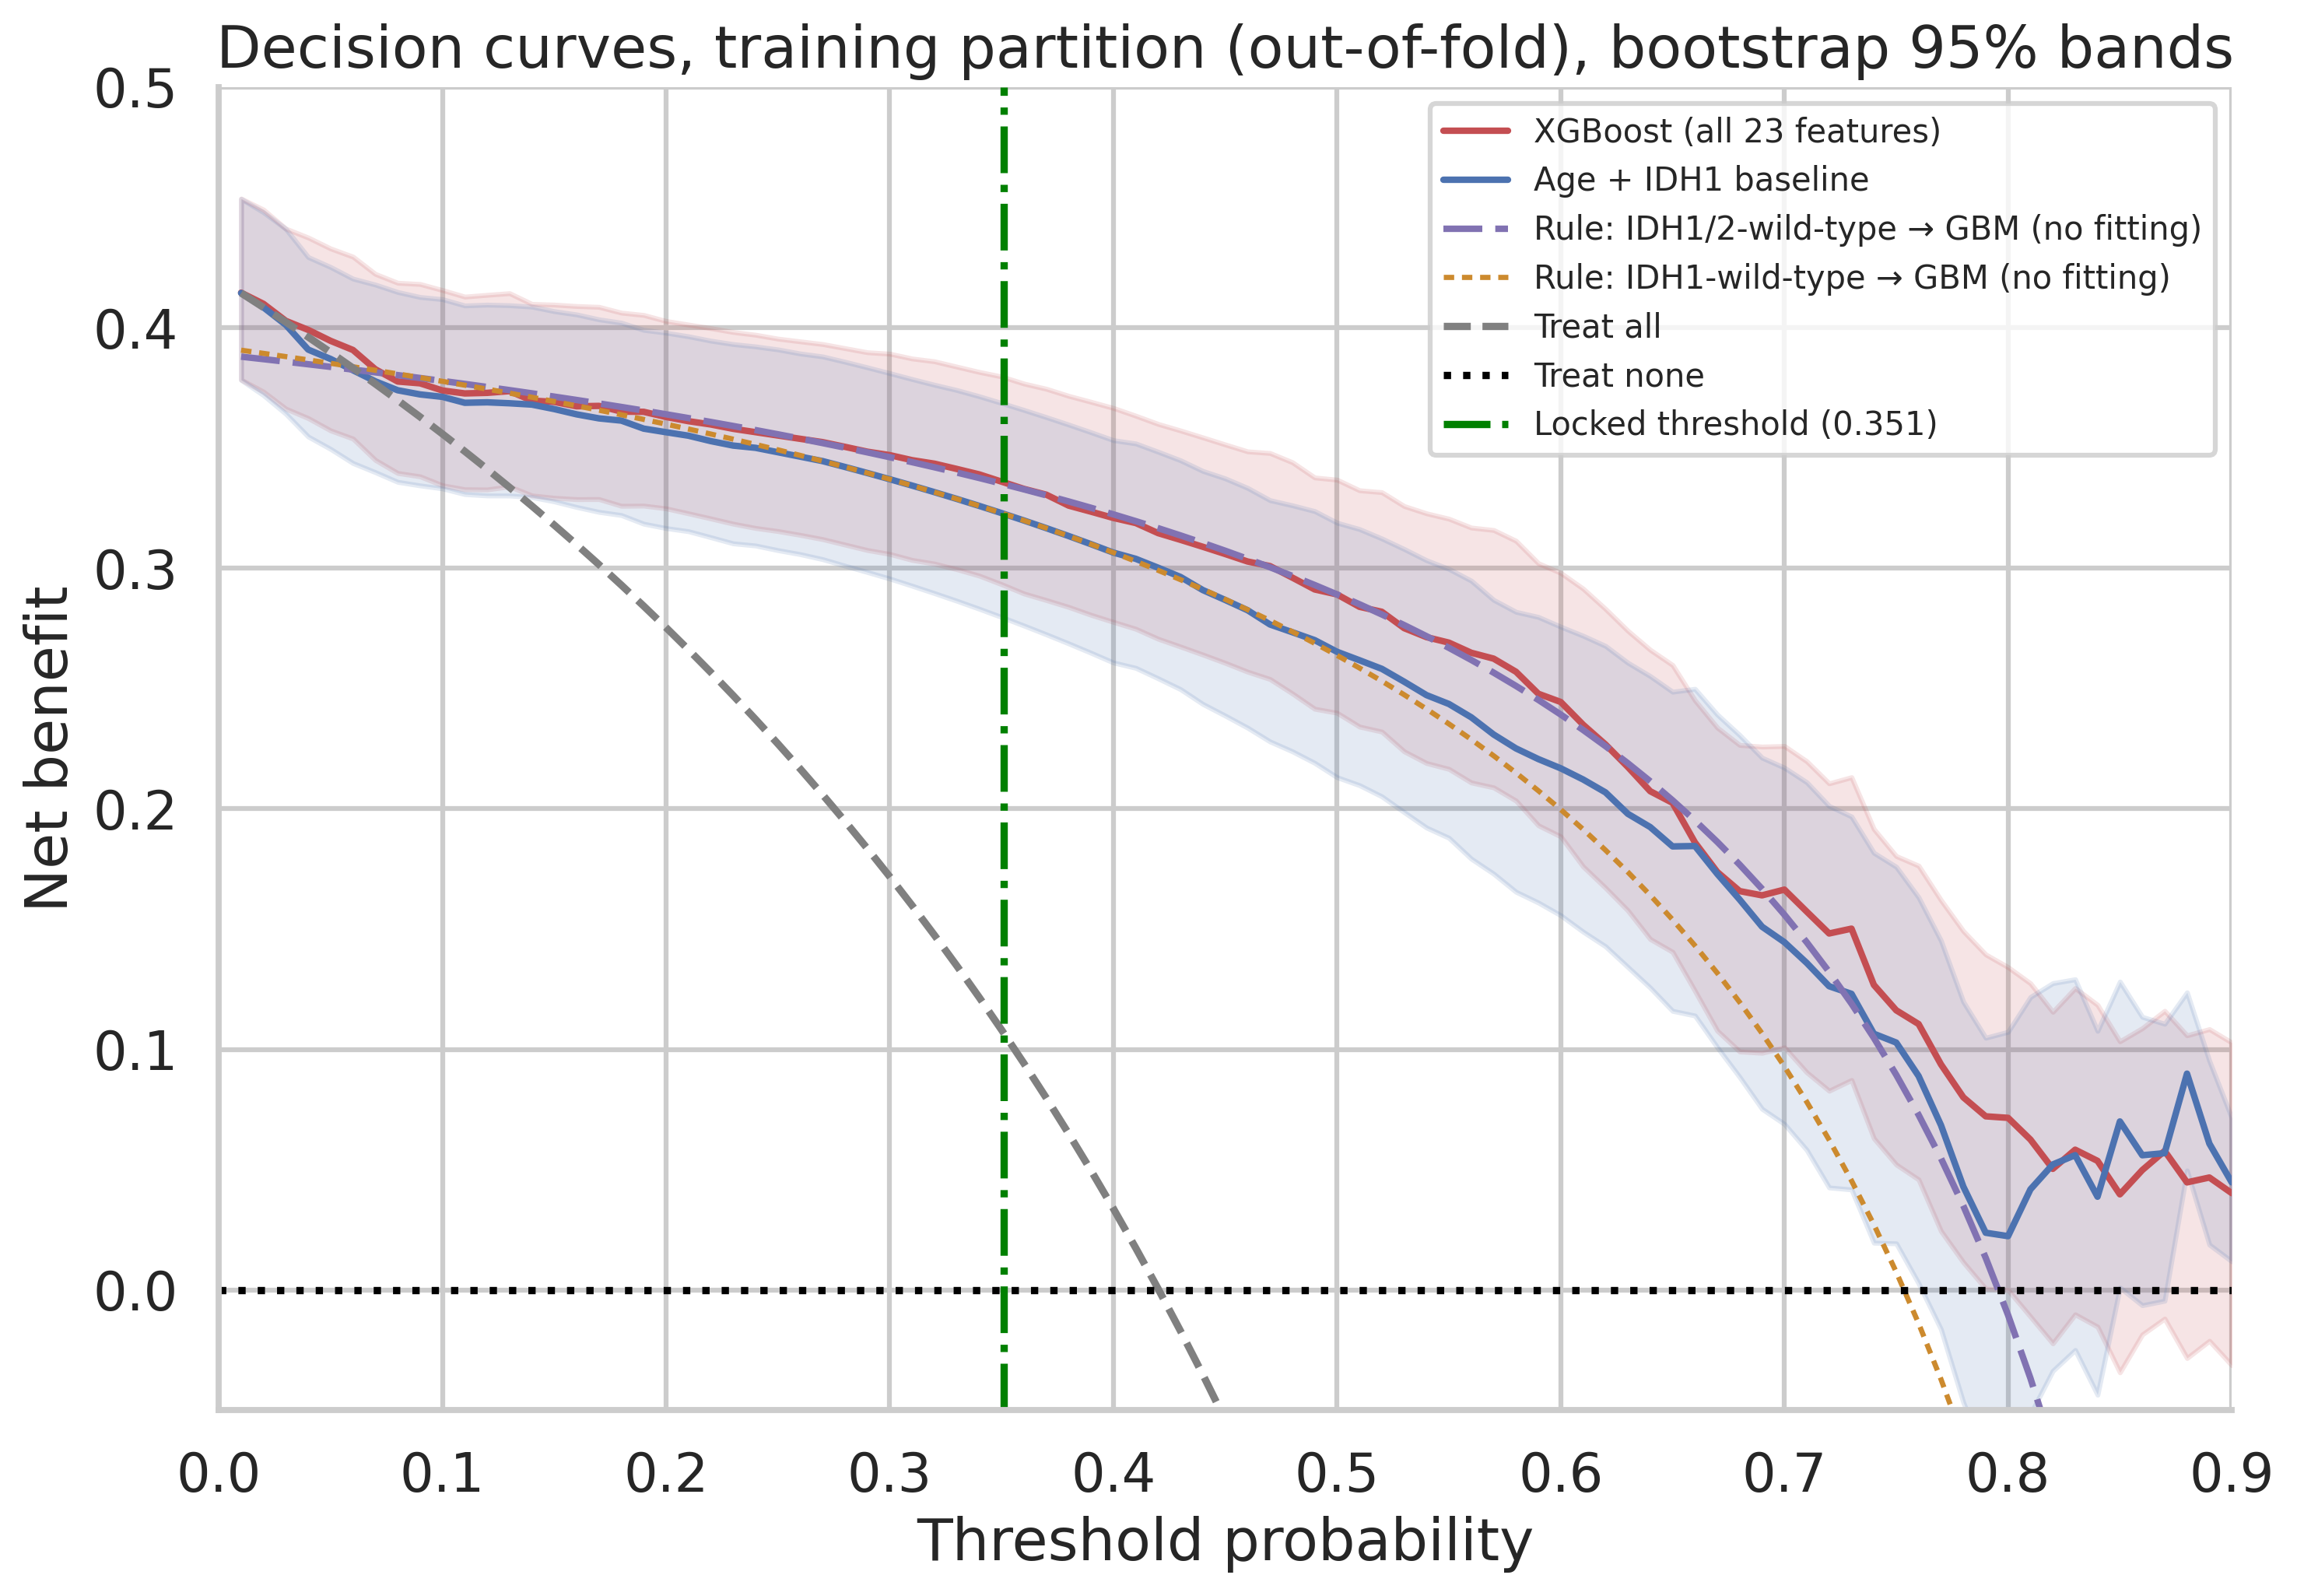 Decision curves, training partition (out-of-fold), bootstrap 95% bands
0.5
0.4
0.3
0.2
0.1
0.0
Net benefit
XGBoost (all 23 features)
Age + IDH1 baseline
Rule: IDH1/2-wild-type → GBM (no fitting)
Rule: IDH1-wild-type → GBM (no fitting)
Treat all
Treat none
Locked threshold (0.351)
0.0 0.1 0.2 0.3 0.4 0.5 0.6 0.7 0.8 0.9
Threshold probability